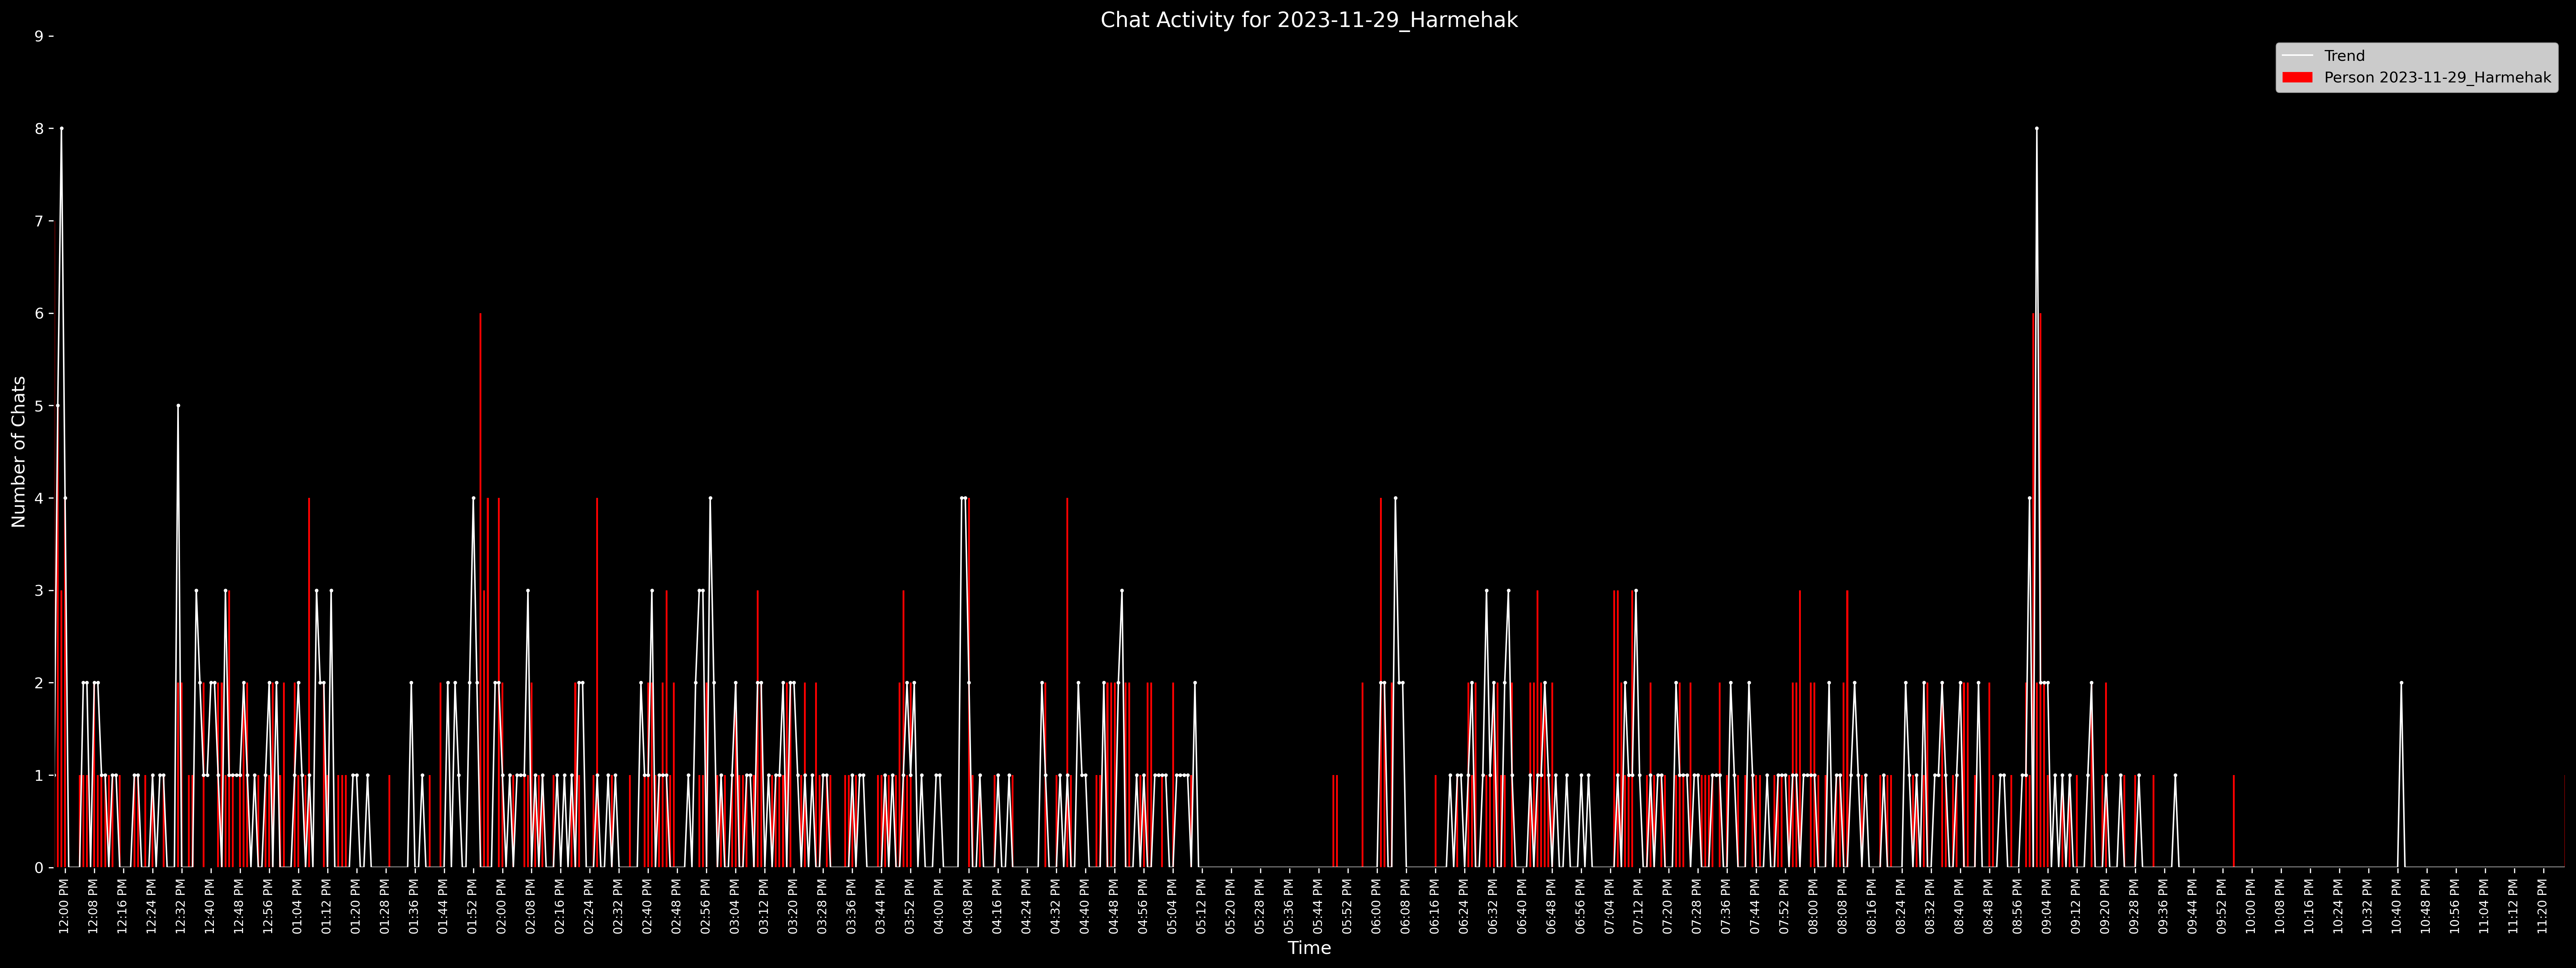 Chat Activity for 2023-11-29_Harmehak
Trend
Person 2023-11-29_Harmehak
Number of Chats
9
8
7
6
5
4
3
2
1
0
12:00 PM
12:08 PM
12:16 PM
12:24 PM
12:32 PM
12:40 PM
12:48 PM
12:56 PM
01:04 PM
01:12 PM
01:20 PM
01:28 PM
01:36 PM
01:44 PM
01:52 PM
02:00 PM
02:08 PM
02:16 PM
02:24 PM
02:32 PM
02:40 PM
02:48 PM
02:56 PM
03:04 PM
03:12 PM
03:20 PM
03:28 PM
03:36 PM
03:44 PM
03:52 PM
04:00 PM
04:08 PM
04:16 PM
04:24 PM
04:32 PM
04:40 PM
04:48 PM
04:56 PM
05:04 PM
05:12 PM
05:20 PM
05:28 PM
05:36 PM
05:44 PM
05:52 PM
06:00 PM
06:08 PM
06:16 PM
06:24 PM
06:32 PM
06:40 PM
06:48 PM
06:56 PM
07:04 PM
07:12 PM
07:20 PM
07:28 PM
07:36 PM
07:44 PM
07:52 PM
08:00 PM
08:08 PM
08:16 PM
08:24 PM
08:32 PM
08:40 PM
08:48 PM
08:56 PM
09:04 PM
09:12 PM
09:20 PM
09:28 PM
09:36 PM
09:44 PM
09:52 PM
10:00 PM
10:08 PM
10:16 PM
10:24 PM
10:32 PM
10:40 PM
10:48 PM
10:56 PM
11:04 PM
11:12 PM
11:20 PM
Time